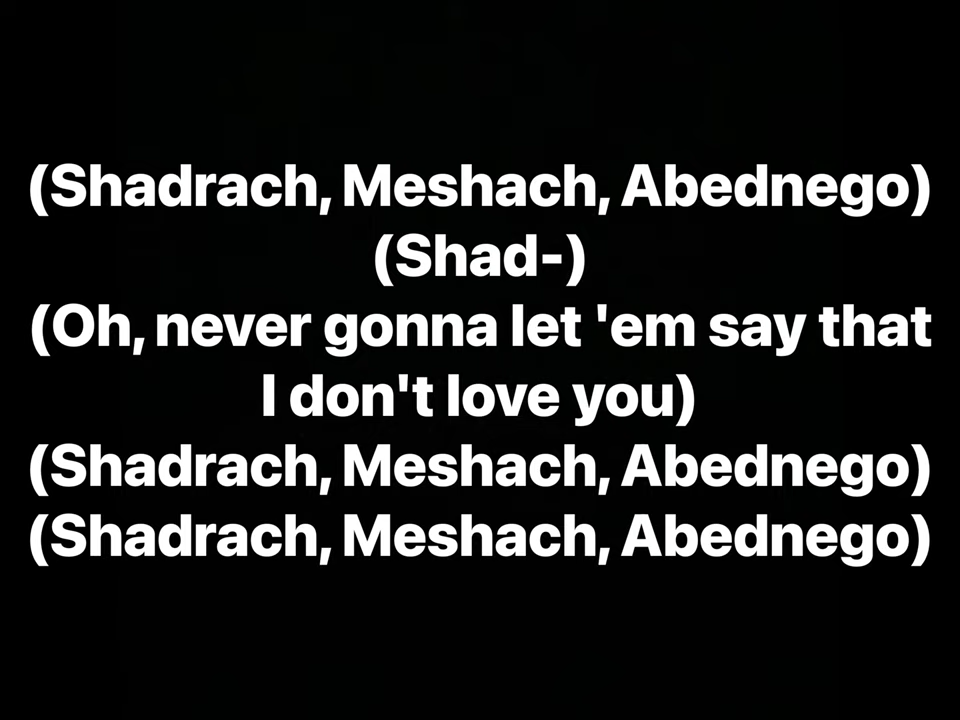 (Shadrach, Meshach, Abednego)
(Shad-)
(Oh, never gonna let 'em say that
I don't love you)
(Shadrach, Meshach, Abednego)
(Shadrach, Meshach, Abednego)